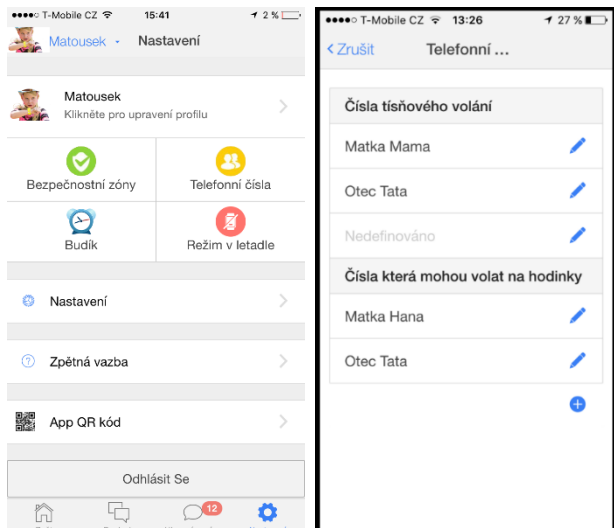 T-Mobile CZ 15:41 2 %
Matousek Nastavení
Matousek
Klikněte pro upravení profilu
Bezpečnostní zóny Telefonní čísla
Budík Režim v letadle
Nastavení
Zpětná vazba
App QR kód
Odhlásit Se
12
T-Mobile CZ 13:26 27 %
Zrušit Telefonní ...
Čísla tísňového volání
Matka Mama
Otec Tata
Nedefinováno
Čísla která mohou volat na hodinky
Matka Hana
Otec Tata